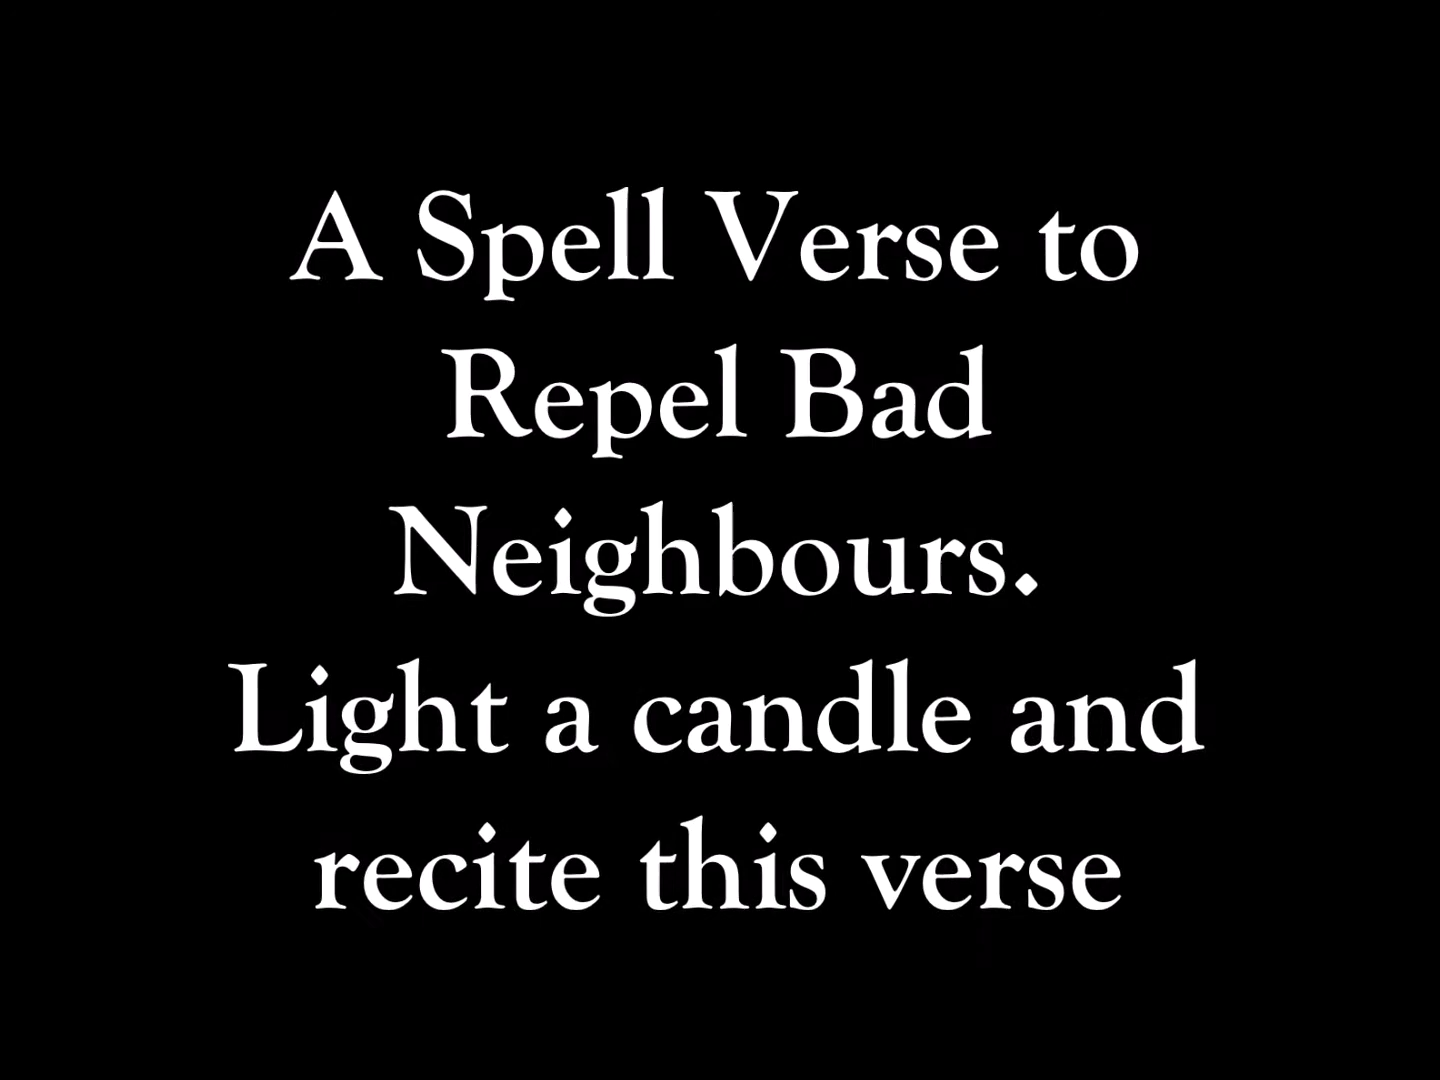 A Spell Verse to
Repel Bad
Neighbours.
Light a candle and
recite this verse